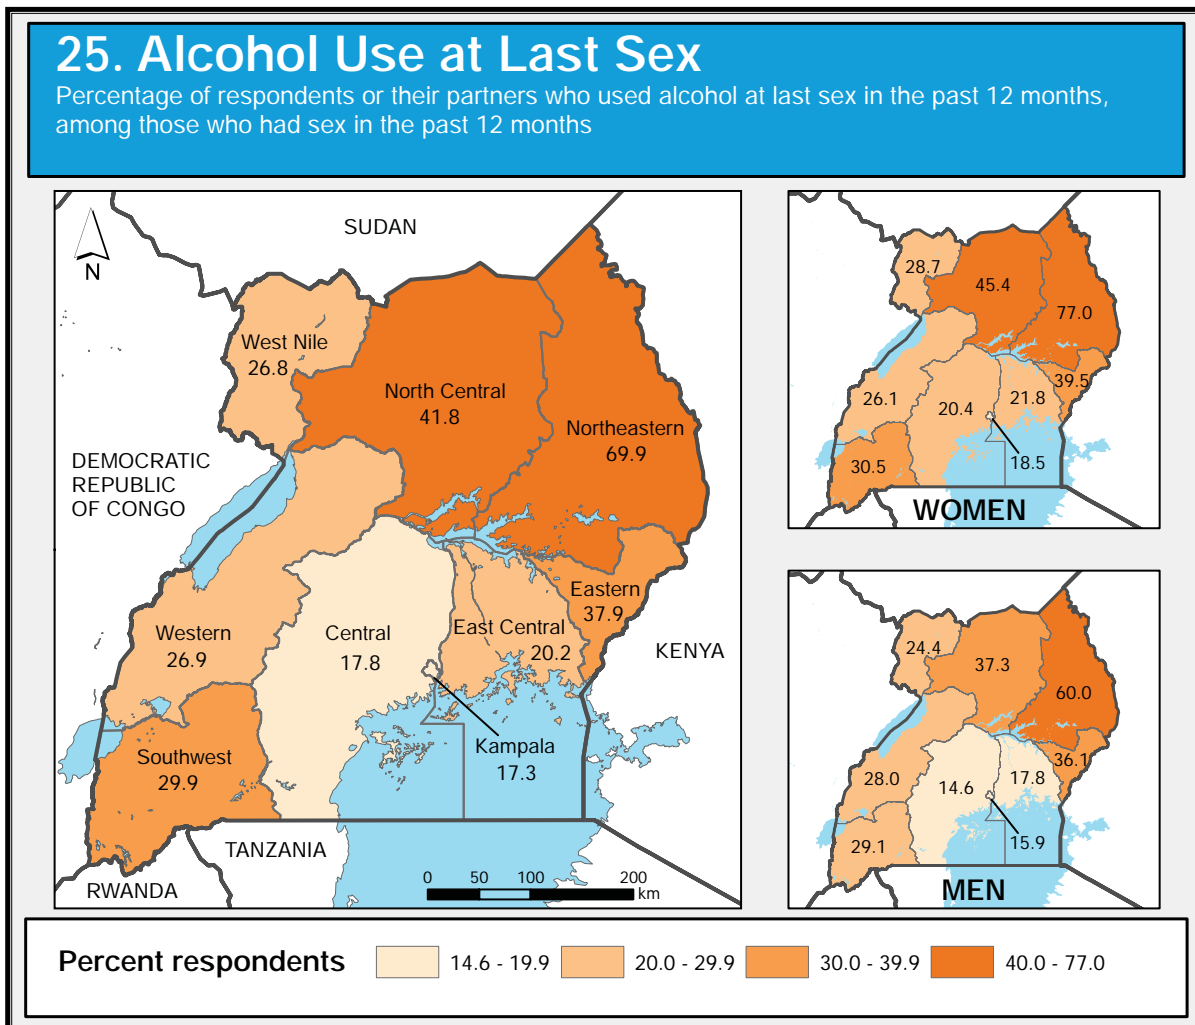 25. Alcohol Use at Last Sex
Percentage of respondents or their partners who used alcohol at last sex in the past 12 months,
among those who had sex in the past 12 months
SUDAN
N
West Nile
26.8
North Central
41.8
Northeastern
69.9
DEMOCRATIC
REPUBLIC
OF CONGO
Eastern
37.9
Western
26.9
Central
17.8
East Central
20.2
KENYA
Southwest
29.9
Kampala
17.3
TANZANIA
RWANDA
0 50 100 200
km
28.7
45.4
77.0
39.5
26.1
20.4
21.8
30.5
18.5
WOMEN
24.4
37.3
60.0
36.1
28.0
14.6
17.8
29.1
15.9
MEN
Percent respondents
14.6 - 19.9
20.0 - 29.9
30.0 - 39.9
40.0 - 77.0